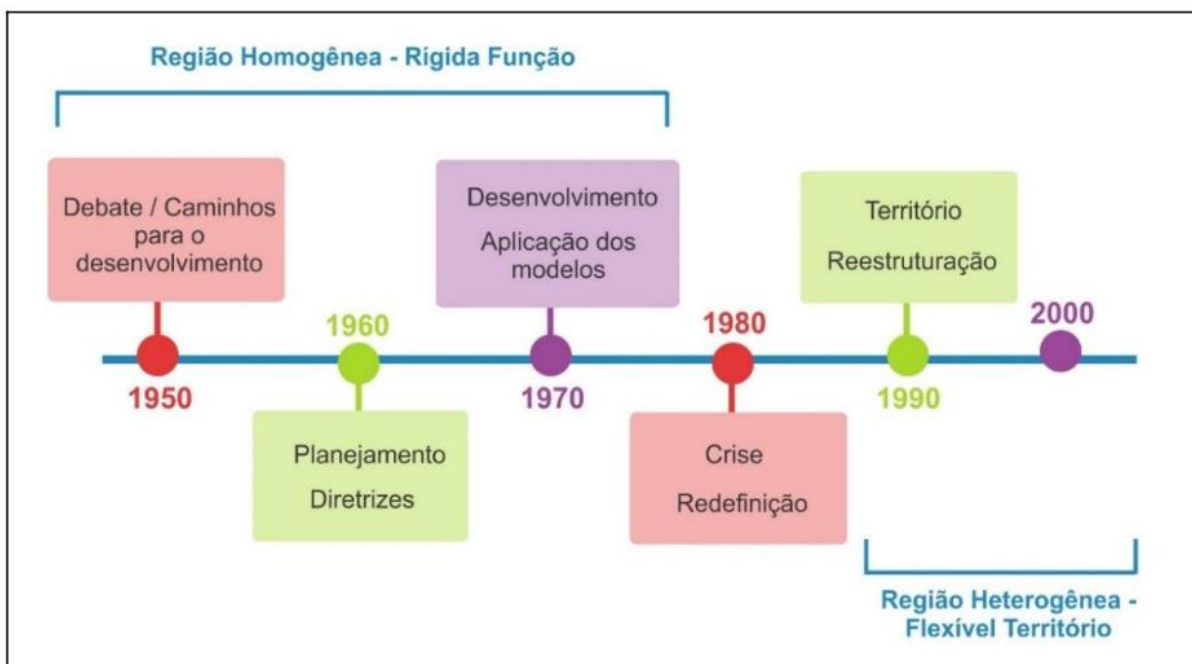 Região Homogênea - Rígida Função
Debate / Caminhos
para o
desenvolvimento
Desenvolvimento
Aplicação dos
modelos
Território
Reestruturação
1960
1980
2000
1950
1970
1990
Planejamento
Diretrizes
Crise
Redefinição
Região Heterogênea -
Flexível Território